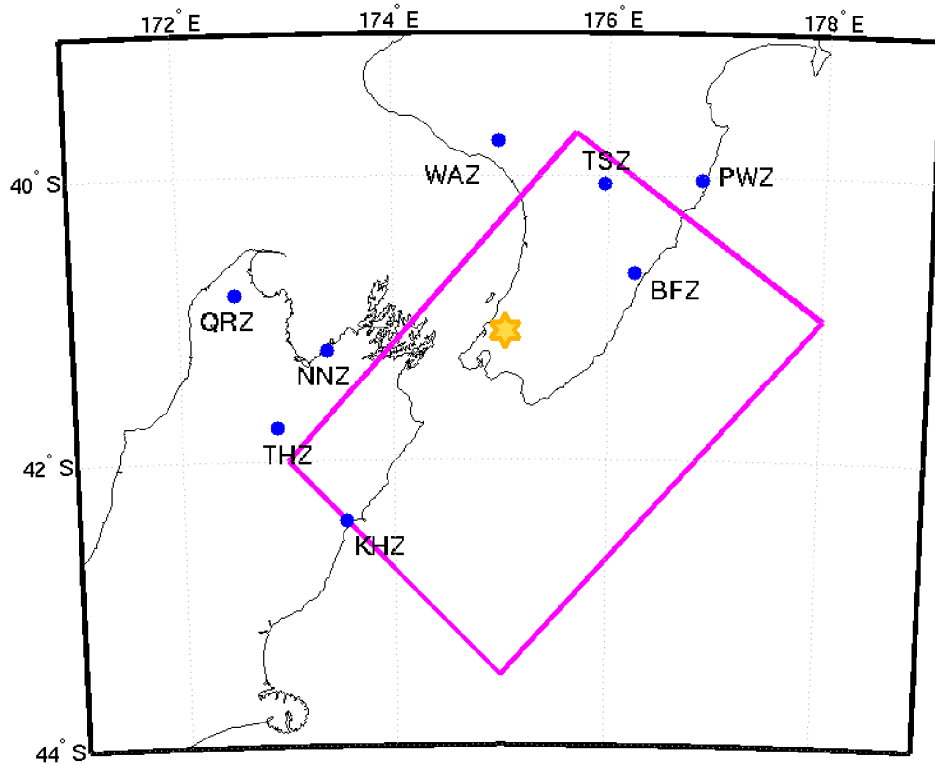 172° E
174° E
176° E
178° E
40° S
WAZ
TSZ
PWZ
BFZ
QRZ
NNZ
THZ
42° S
KHZ
44° S